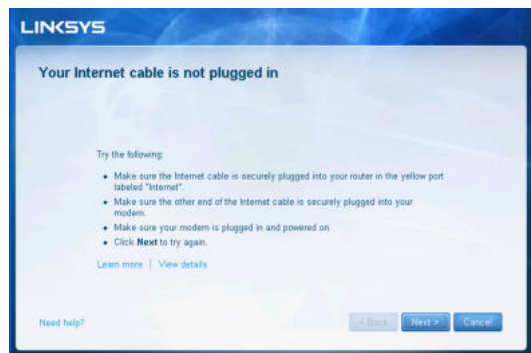 LINKSYS
Your Internet cable is not plugged in
Try the following:
• Make sure the Internet cable is securely plugged into your router in the yellow port
labeled "Internet".
• Make sure the other end of the Internet cable is securely plugged into your
modem.
• Make sure your modem is plugged in and powered on.
• Click Next to try again.
Learn more | View details
Need help? < Back Next > Cancel